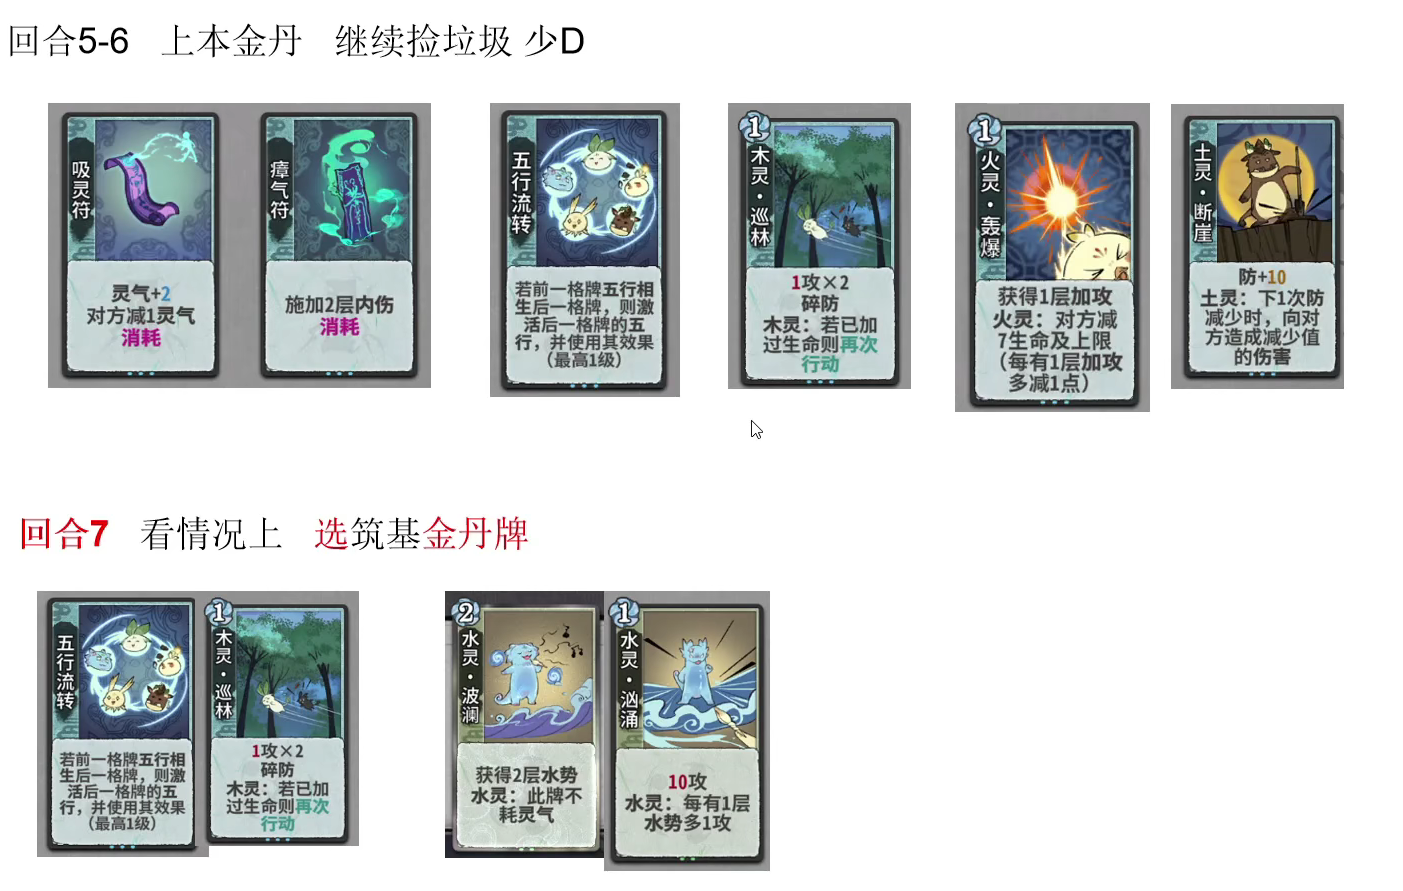 回合5-6 上本金丹 继续捡垃圾 少D
吸灵符
灵气+2
对方减1灵气
消耗
瘴气符
施加2层内伤
消耗
五行流转
若前一格牌五行相
生后一格牌，则激
活后一格牌的五
行，并使用其效果
（最高1级）
1
木灵·巡林
1攻×2
碎防
木灵：若已加
过生命则再次
行动
1
火灵·轰爆
获得1层加攻
火灵：对方减
7生命及上限
（每有1层加攻
多减1点）
土灵·断崖
防+10
土灵：下1次防
减少时，向对
方造成减少值
的伤害
回合7 看情况上 选筑基金丹牌
五行流转
若前一格牌五行相
生后一格牌，则激
活后一格牌的五
行，并使用其效果
（最高1级）
1
木灵·巡林
1攻×2
碎防
木灵：若已加
过生命则再次
行动
2
水灵·波澜
获得2层水势
水灵：此牌不
耗灵气
1
水灵·汹涌
10攻
水灵：每有1层
水势多1攻